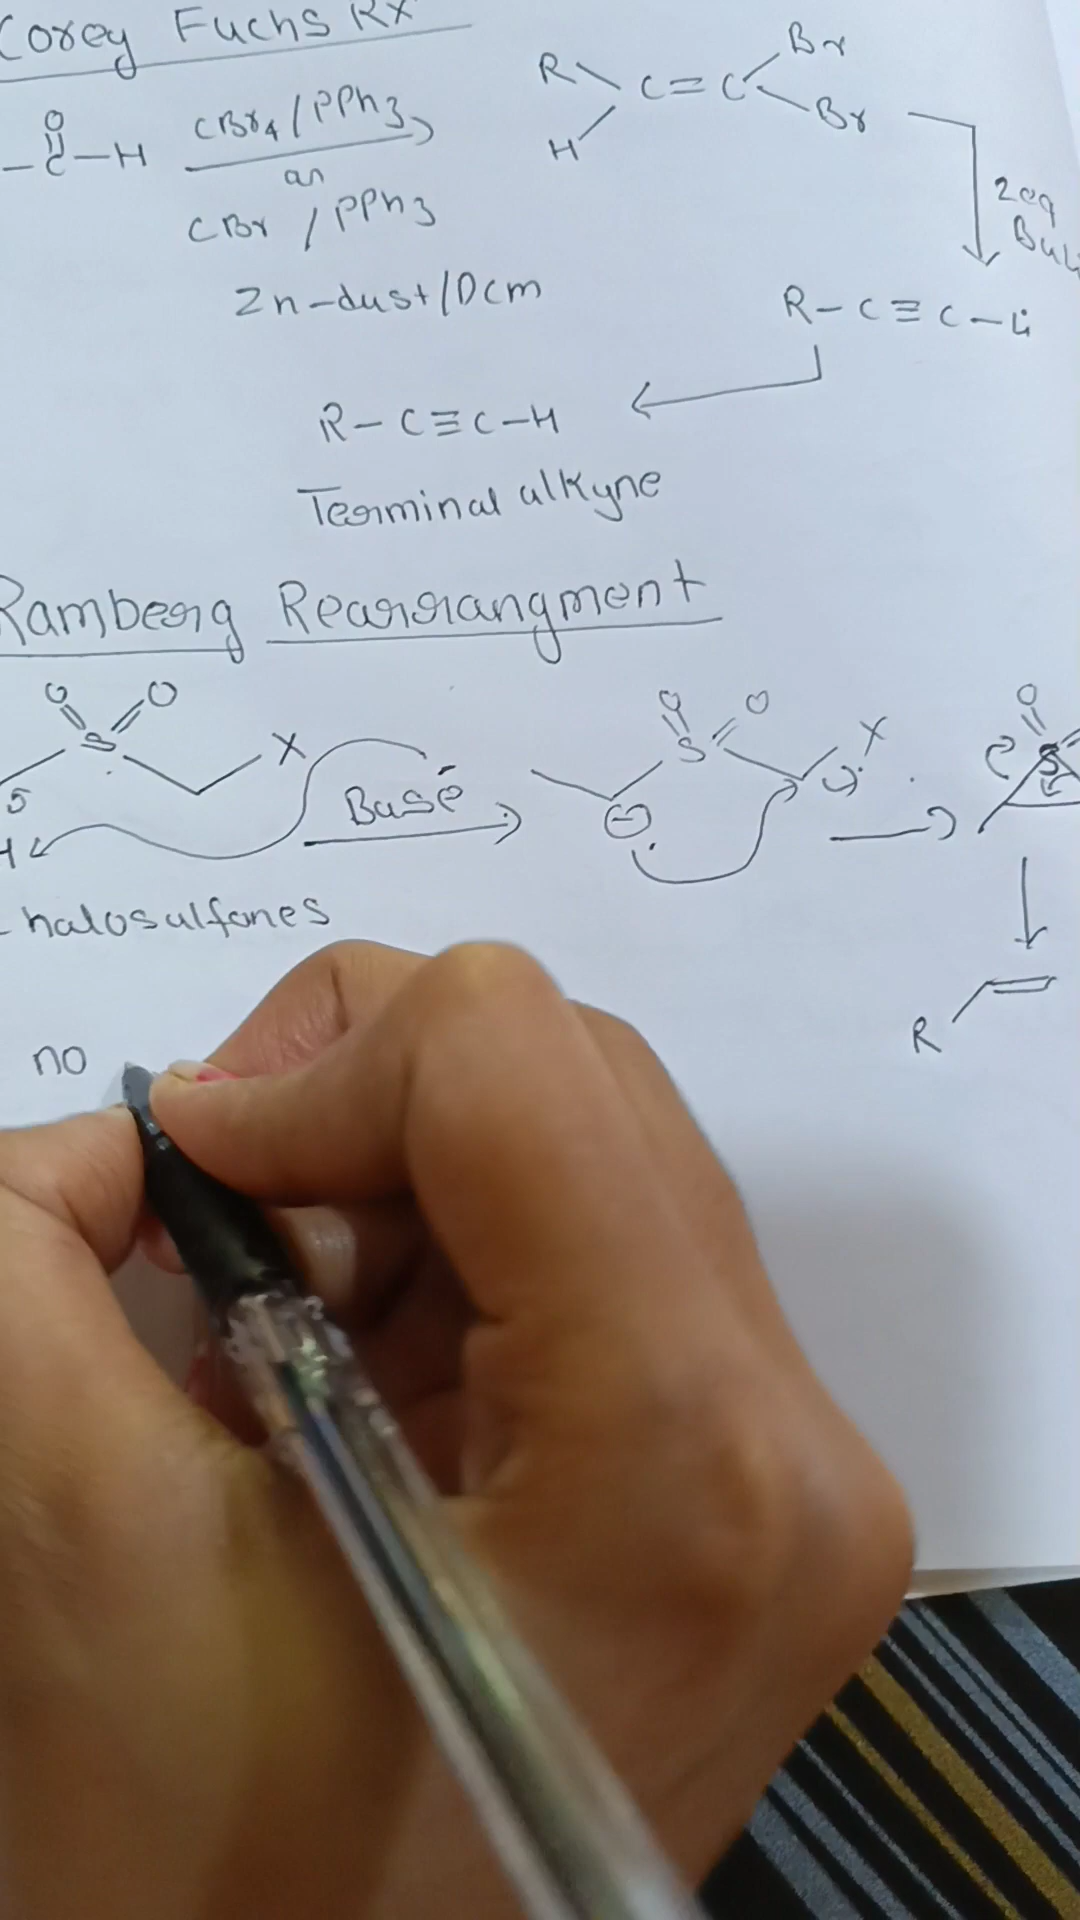 Corey Fuchs Rx
R
H
C=C
Br
Br
O
-C-H
CBr4/PPh3
or
CBr / PPh3
Zn-dust/Dcm
2eq
BuLi
R-C≡C-Li
R-C≡C-H
Terminal alkyne
Ramberg Rearrangment
O
O
S
X
Base
H
O
O
S
X
O
S
- halosulfones
R
no